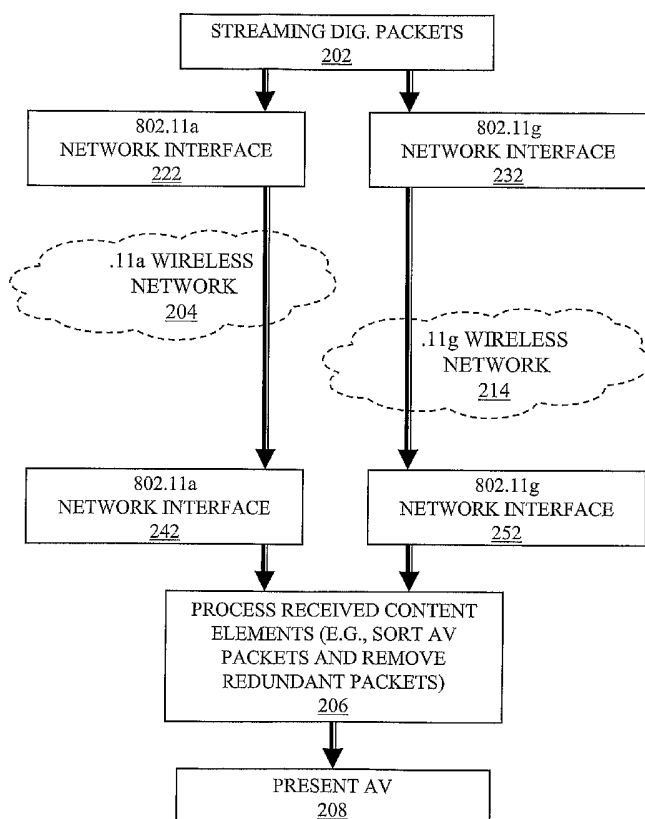 STREAMING DIG. PACKETS
202
802.11a
NETWORK INTERFACE
222
802.11g
NETWORK INTERFACE
232
.11a WIRELESS
NETWORK
204
.11g WIRELESS
NETWORK
214
802.11a
NETWORK INTERFACE
242
802.11g
NETWORK INTERFACE
252
PROCESS RECEIVED CONTENT
ELEMENTS (E.G., SORT AV
PACKETS AND REMOVE
REDUNDANT PACKETS)
206
PRESENT AV
208